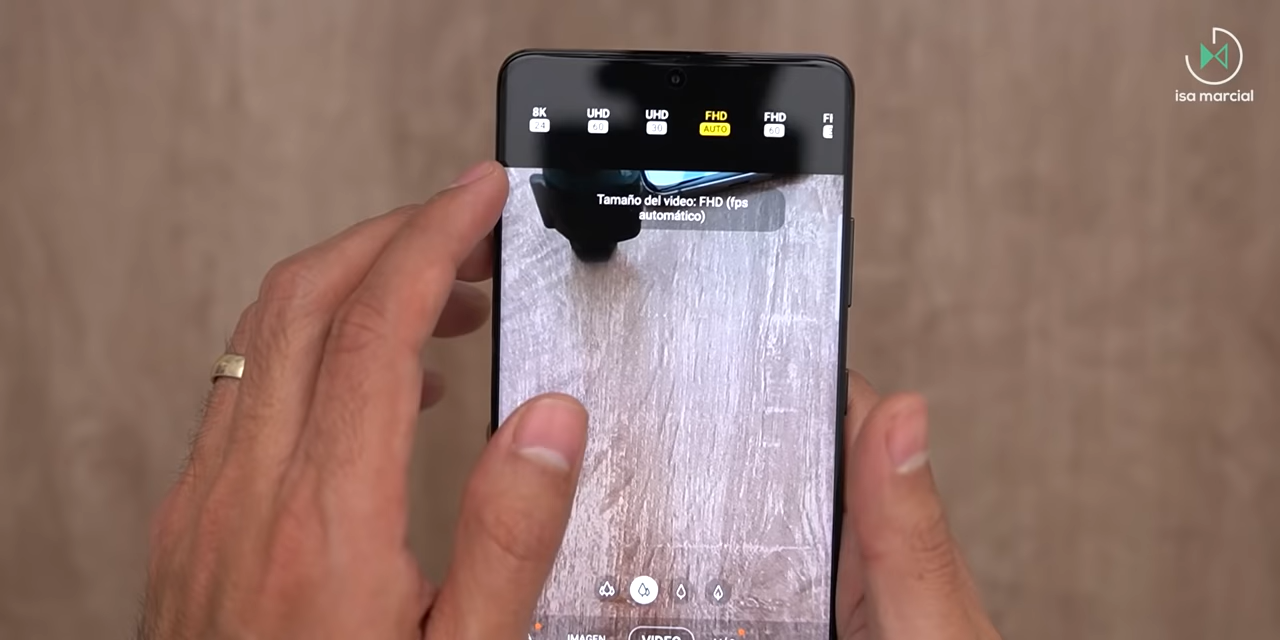 isa marcial
8K
24
UHD
60
UHD
30
FHD
AUTO
FHD
60
Tamaño del video: FHD (fps
automático)
IMAGEN
VIDEO